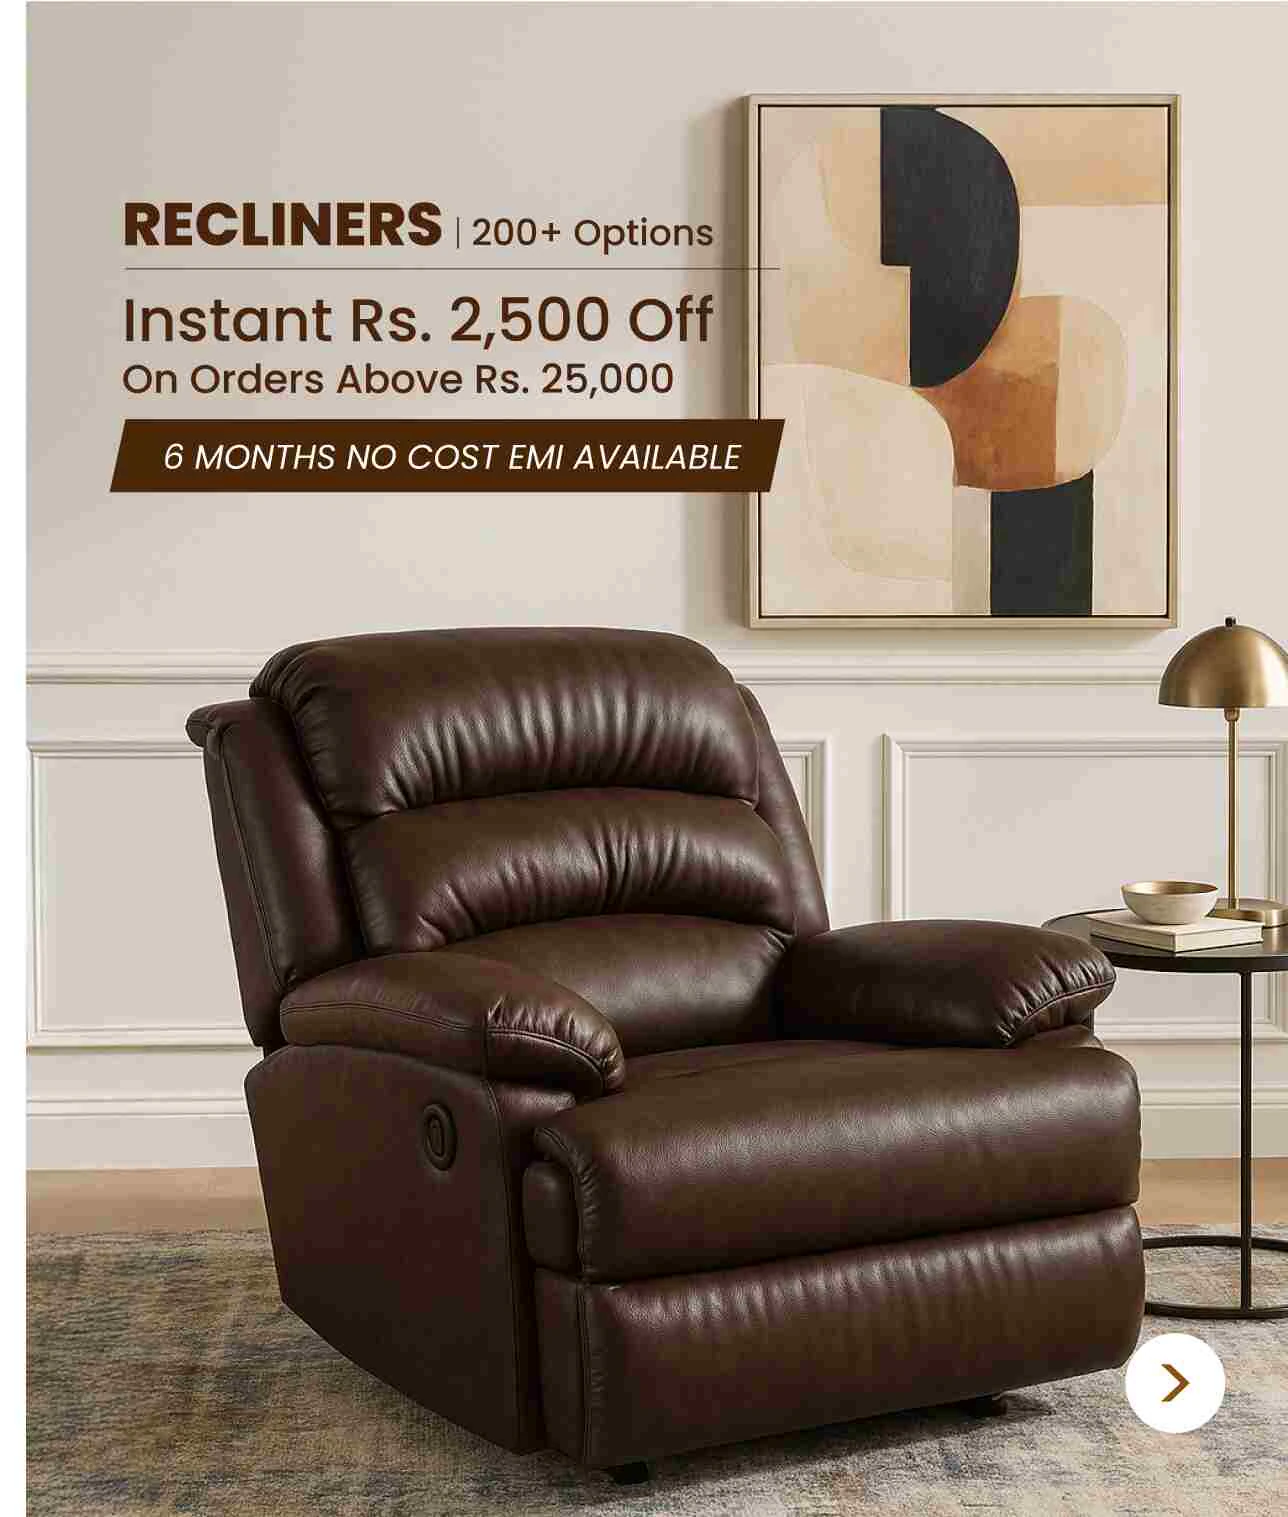 RECLINERS | 200+ Options
Instant Rs. 2,500 Off
On Orders Above Rs. 25,000
6 MONTHS NO COST EMI AVAILABLE